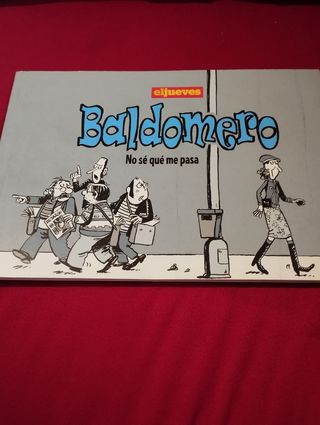 eljueves
Baldomero
No sé qué me pasa